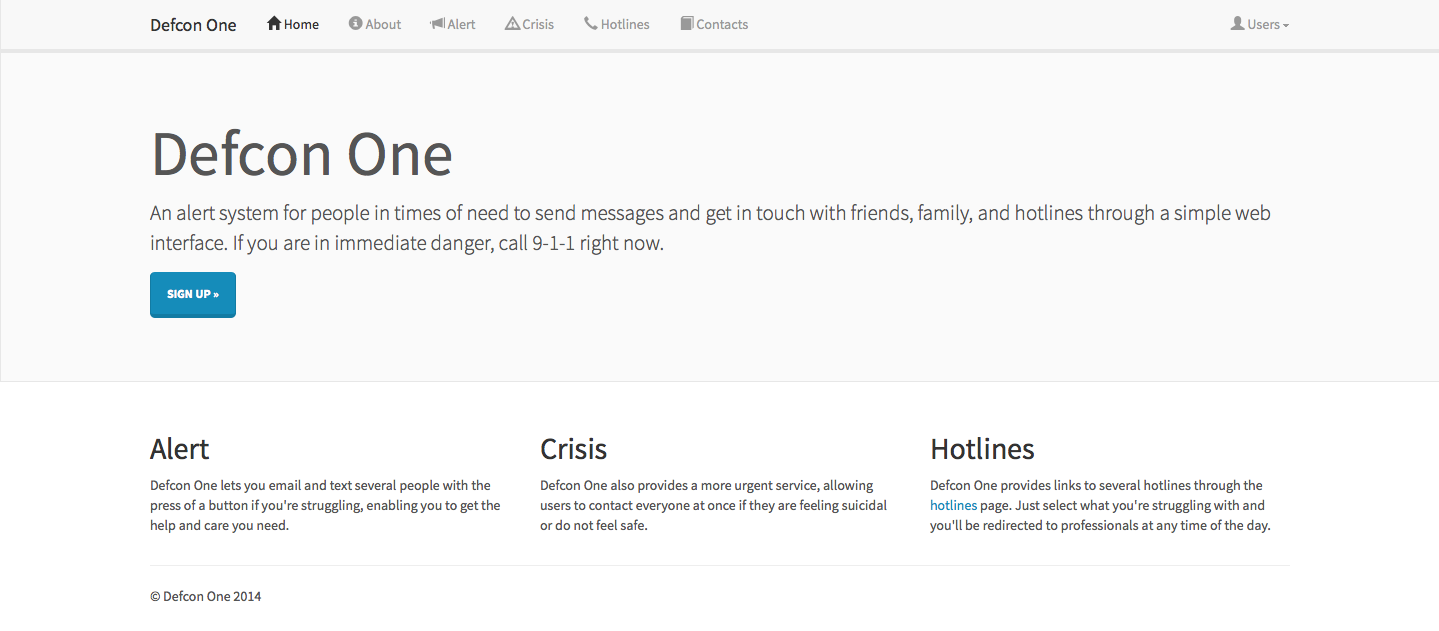 Defcon One Home About Alert Crisis Hotlines Contacts Users
Defcon One
An alert system for people in times of need to send messages and get in touch with friends, family, and hotlines through a simple web
interface. If you are in immediate danger, call 9-1-1 right now.
SIGN UP »
Alert
Defcon One lets you email and text several people with the
press of a button if you're struggling, enabling you to get the
help and care you need.
Crisis
Defcon One also provides a more urgent service, allowing
users to contact everyone at once if they are feeling suicidal
or do not feel safe.
Hotlines
Defcon One provides links to several hotlines through the
hotlines page. Just select what you're struggling with and
you'll be redirected to professionals at any time of the day.
© Defcon One 2014